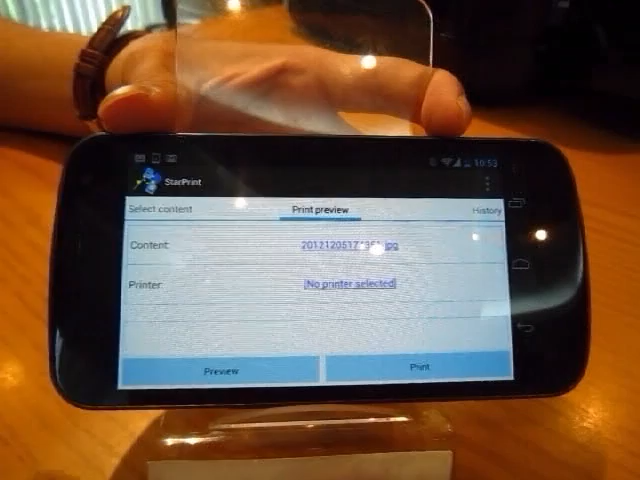 10:53
StarPrint
Select content Print preview History
Content:
Printer: [No printer selected]
Preview Print